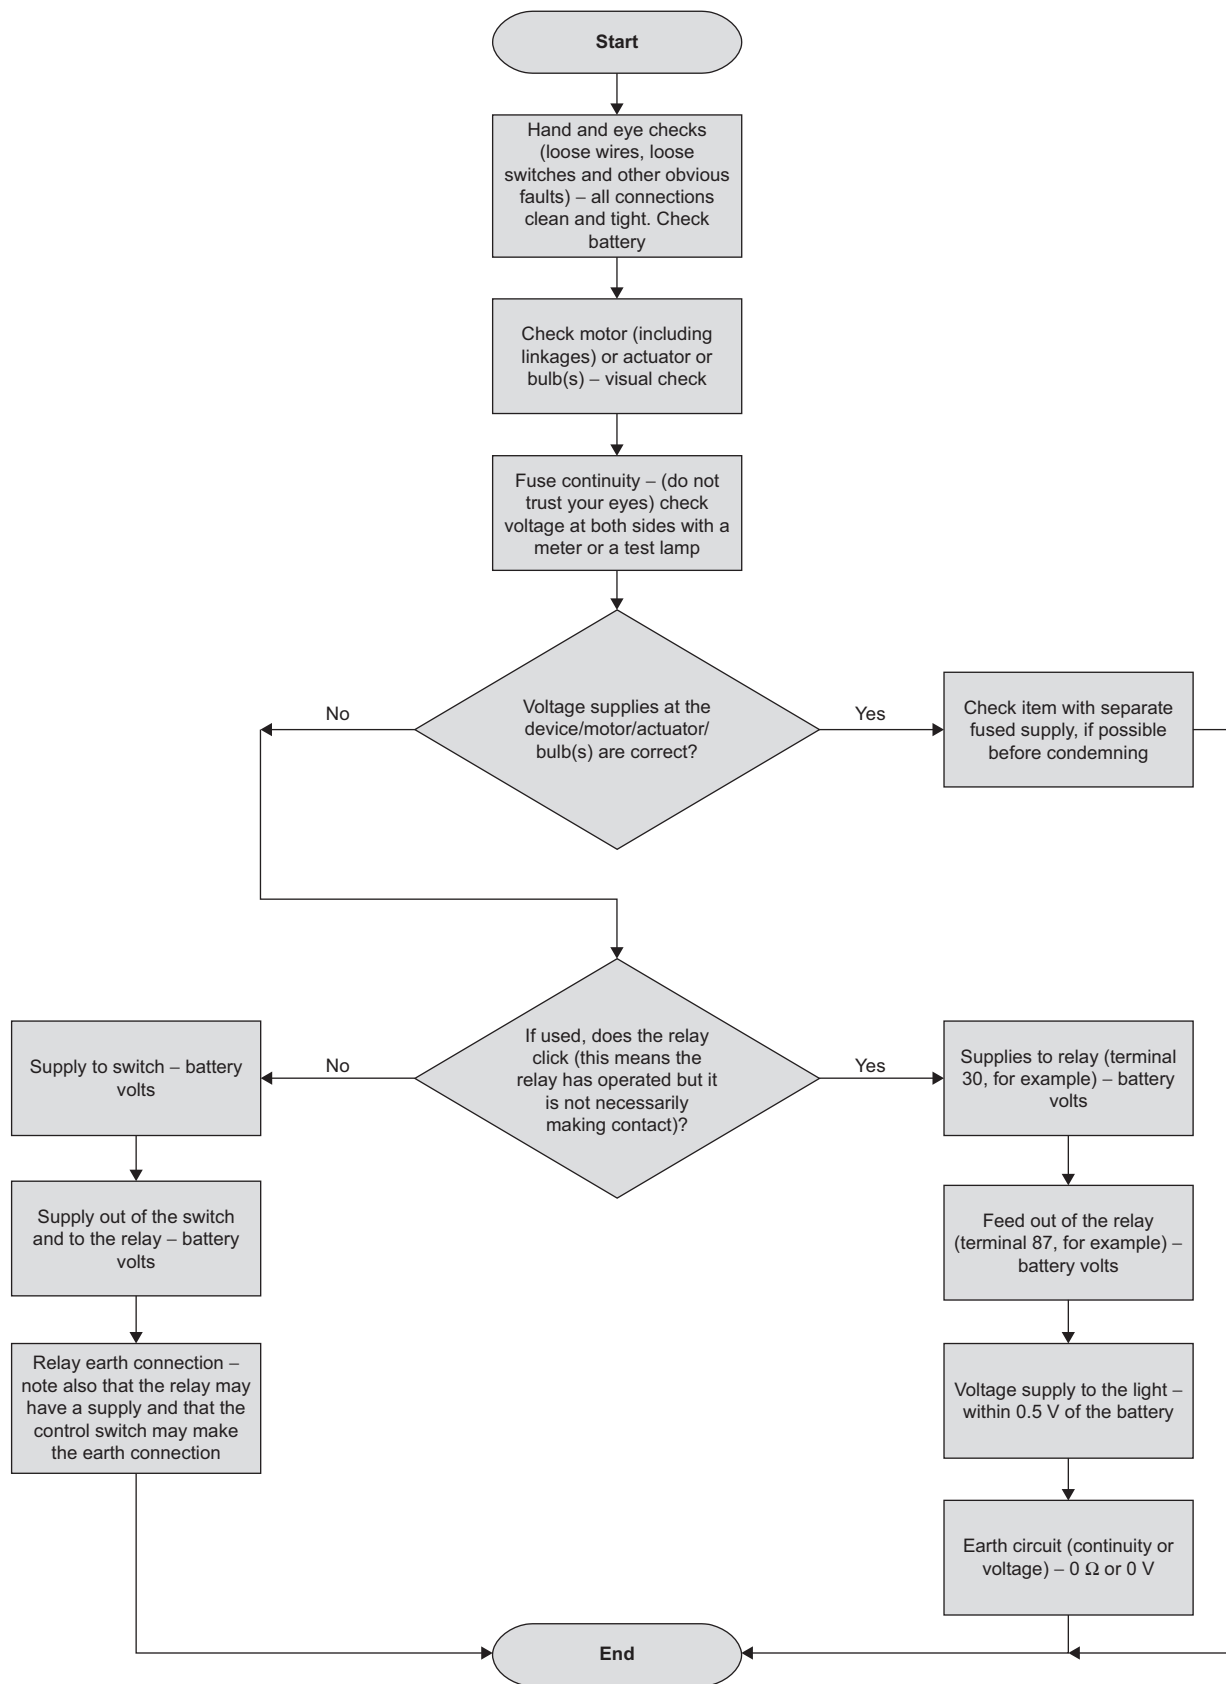 Start
Hand and eye checks
(loose wires, loose
switches and other obvious
faults) – all connections
clean and tight. Check
battery
Check motor (including
linkages) or actuator or
bulb(s) – visual check
Fuse continuity – (do not
trust your eyes) check
voltage at both sides with a
meter or a test lamp
No
Voltage supplies at the
device/motor/actuator/
bulb(s) are correct?
Yes
Check item with separate
fused supply, if possible
before condemning
Supply to switch – battery
volts
No
If used, does the relay
click (this means the
relay has operated but it
is not necessarily
making contact)?
Yes
Supplies to relay (terminal
30, for example) – battery
volts
Supply out of the switch
and to the relay – battery
volts
Feed out of the relay
(terminal 87, for example) –
battery volts
Relay earth connection –
note also that the relay may
have a supply and that the
control switch may make
the earth connection
Voltage supply to the light –
within 0.5 V of the battery
Earth circuit (continuity or
voltage) – 0 Ω or 0 V
End